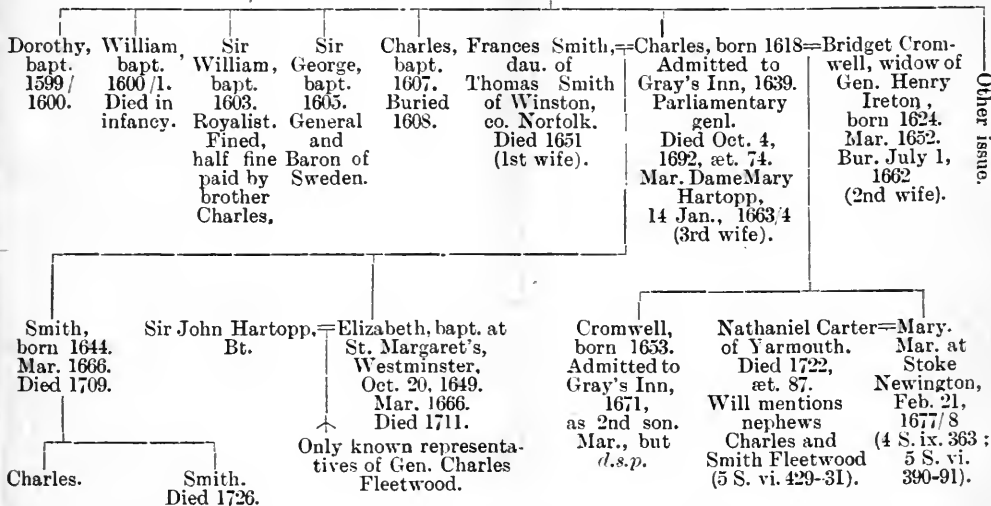 Dorothy,
bapt.
1599/
1600.
William,
bapt.
1600/1.
Died in
infancy.
Sir
William,
bapt.
1603.
Royalist.
Fined,
half fine
paid by
brother
Charles.
Sir
George,
bapt.
1605.
General
and
Baron of
Sweden.
Charles,
bapt.
1607.
Buried
1608.
Frances Smith,
dau. of
Thomas Smith
of Winston,
co. Norfolk.
Died 1651
(1st wife).
=Charles, born 1618=
Admitted to
Gray's Inn, 1639.
Parliamentary
genl.
Died Oct. 4,
1692, æt. 74.
Mar. Dame Mary
Hartopp,
14 Jan., 1663/4
(3rd wife).
Bridget Crom-
well, widow of
Gen. Henry
Ireton,
born 1624.
Mar. 1652.
Bur. July 1,
1662
(2nd wife).
Other issue.
Smith,
born 1644.
Mar. 1666.
Died 1709.
Sir John Hartopp,=
Bt.
Elizabeth, bapt. at
St. Margaret's,
Westminster,
Oct. 20, 1649.
Mar. 1666.
Died 1711.
Only known representa-
tives of Gen. Charles
Fleetwood.
Cromwell,
born 1653.
Admitted to
Gray's Inn,
1671,
as 2nd son.
Mar., but
d.s.p.
Nathaniel Carter=
of Yarmouth.
Died 1722,
æt. 87.
Will mentions
nephews
Charles and
Smith Fleetwood
(5 S. vi. 429-31).
Mary.
Mar. at
Stoke
Newington,
Feb. 21,
1677/8
(4 S. ix. 363;
5 S. vi.
390-91).
Charles.
Smith.
Died 1726.